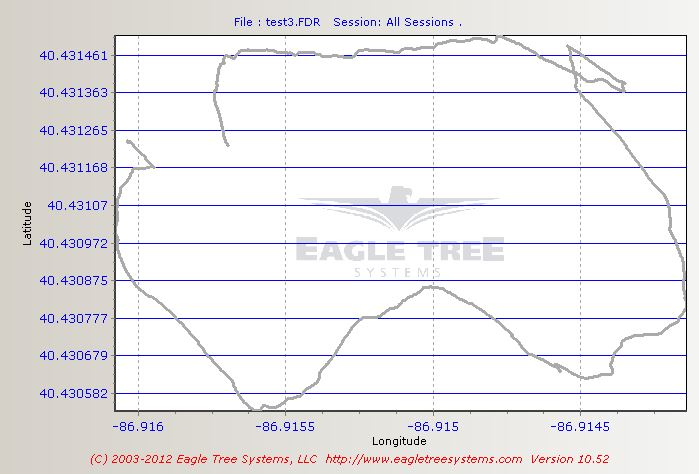 File : test3.FDR Session: All Sessions .
40.431461
40.431363
40.431265
40.431168
40.43107
40.430972
40.430875
40.430777
40.430679
40.430582
Latitude
EAGLE TREE
SYSTEMS
-86.916
-86.9155
-86.915
-86.9145
Longitude
(C) 2003-2012 Eagle Tree Systems, LLC http://www.eagletreesystems.com Version 10.52